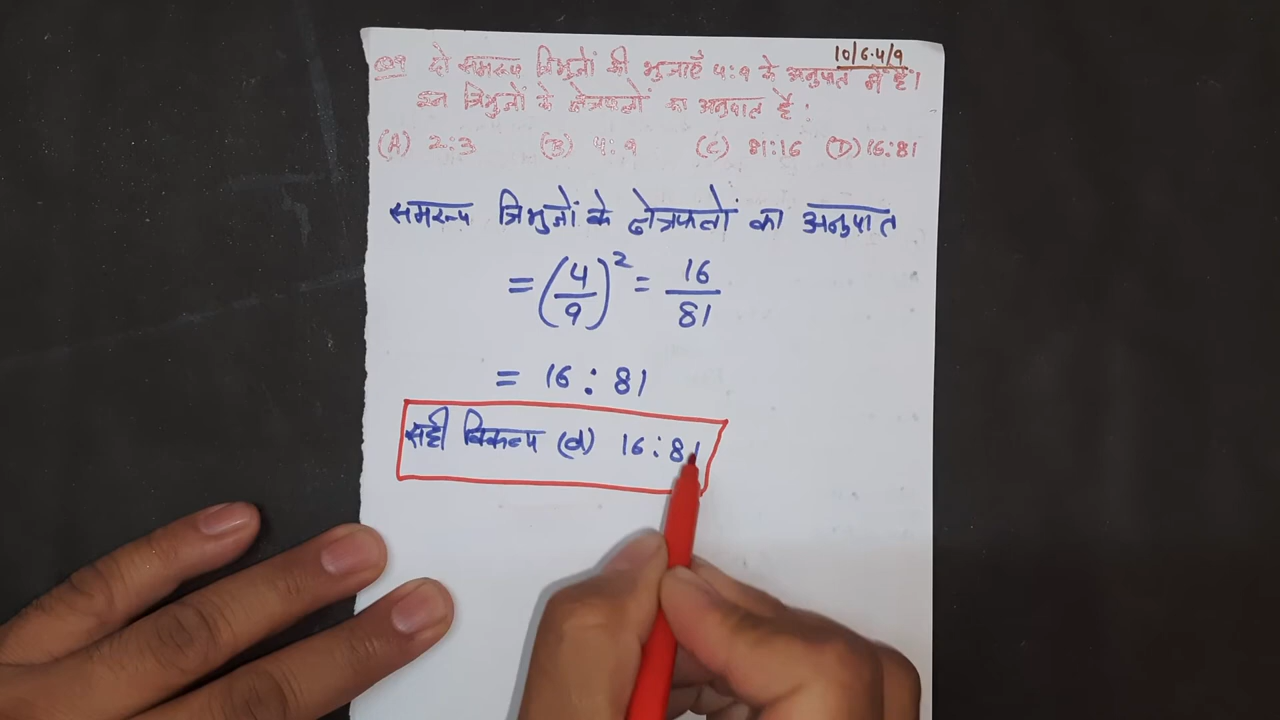 10/6.4/9
Q9 दो समरूप त्रिभुजों की भुजाएँ 4:9 के अनुपात में है।
इन त्रिभुजों के क्षेत्रफलों का अनुपात है:
(A) 2:3 (B) 4:9 (C) 81:16 (D) 16:81
समरूप त्रिभुजों के क्षेत्रफलों का अनुपात
= (4/9)² = 16/81
= 16:81
सही विकल्प (d) 16:81